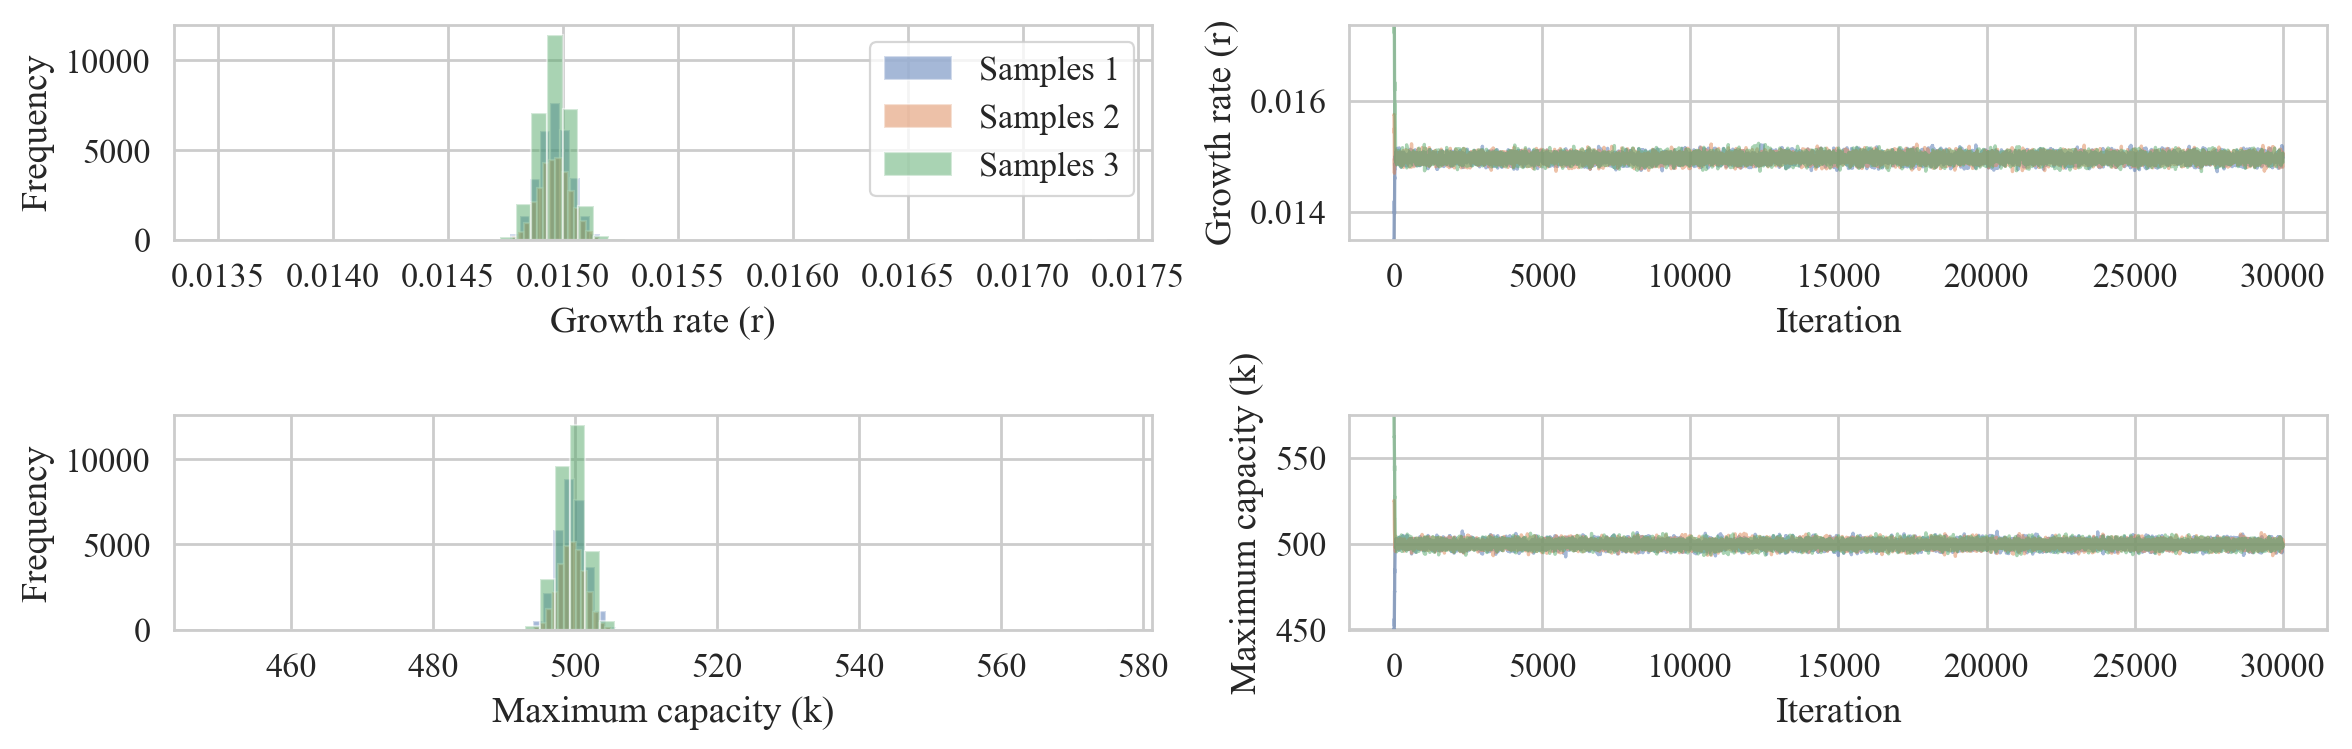 Frequency
10000
5000
0
0.0135 0.0140 0.0145 0.0150 0.0155 0.0160 0.0165 0.0170 0.0175
Growth rate (r)
Samples 1
Samples 2
Samples 3
Growth rate (r)
0.016
0.014
0 5000 10000 15000 20000 25000 30000
Iteration
Frequency
10000
5000
0
460 480 500 520 540 560 580
Maximum capacity (k)
Maximum capacity (k)
550
500
450
0 5000 10000 15000 20000 25000 30000
Iteration